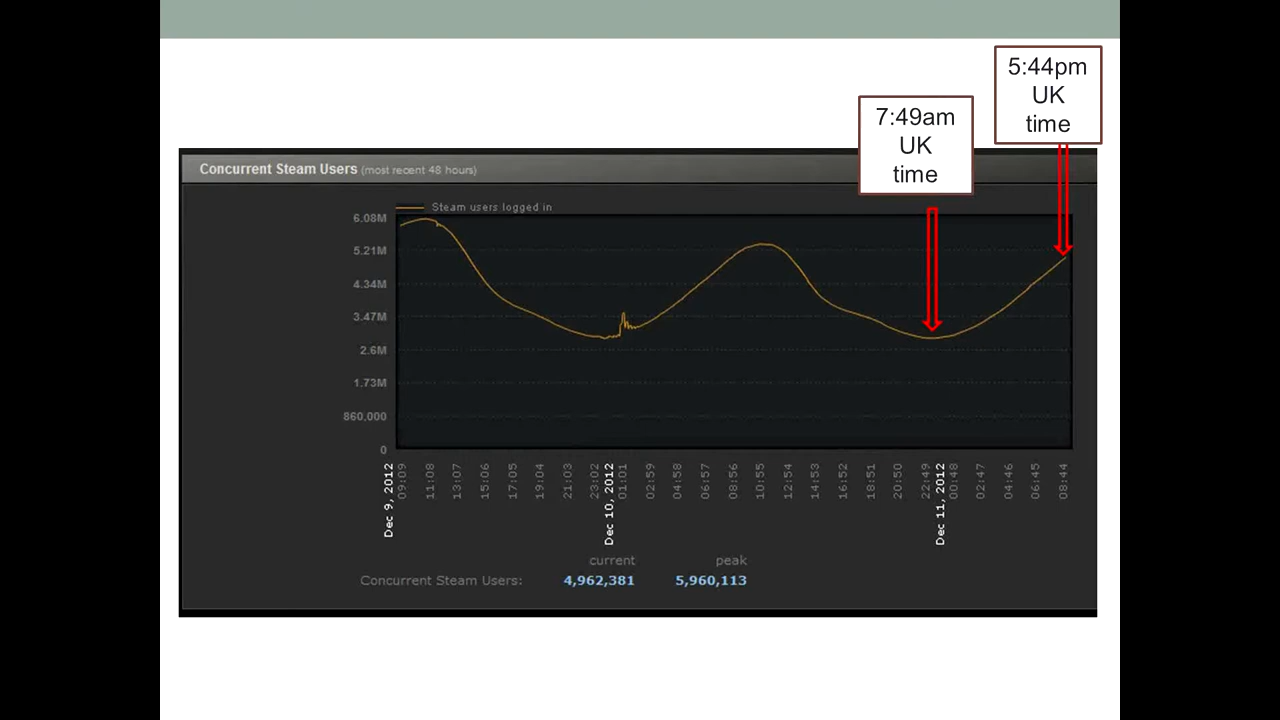 5:44pm
UK
time
7:49am
UK
time
Concurrent Steam Users (most recent 48 hours)
Steam users logged in
6.08M
5.21M
4.34M
3.47M
2.6M
1.73M
860,000
0
Dec 9, 2012
09:09
11:08
13:07
15:06
17:05
19:04
21:03
23:02
Dec 10, 2012
01:01
02:59
04:58
06:57
08:56
10:55
12:54
14:53
16:52
18:51
20:50
22:49
Dec 11, 2012
00:48
02:47
04:46
06:45
08:44
current peak
Concurrent Steam Users: 4,962,381 5,960,113